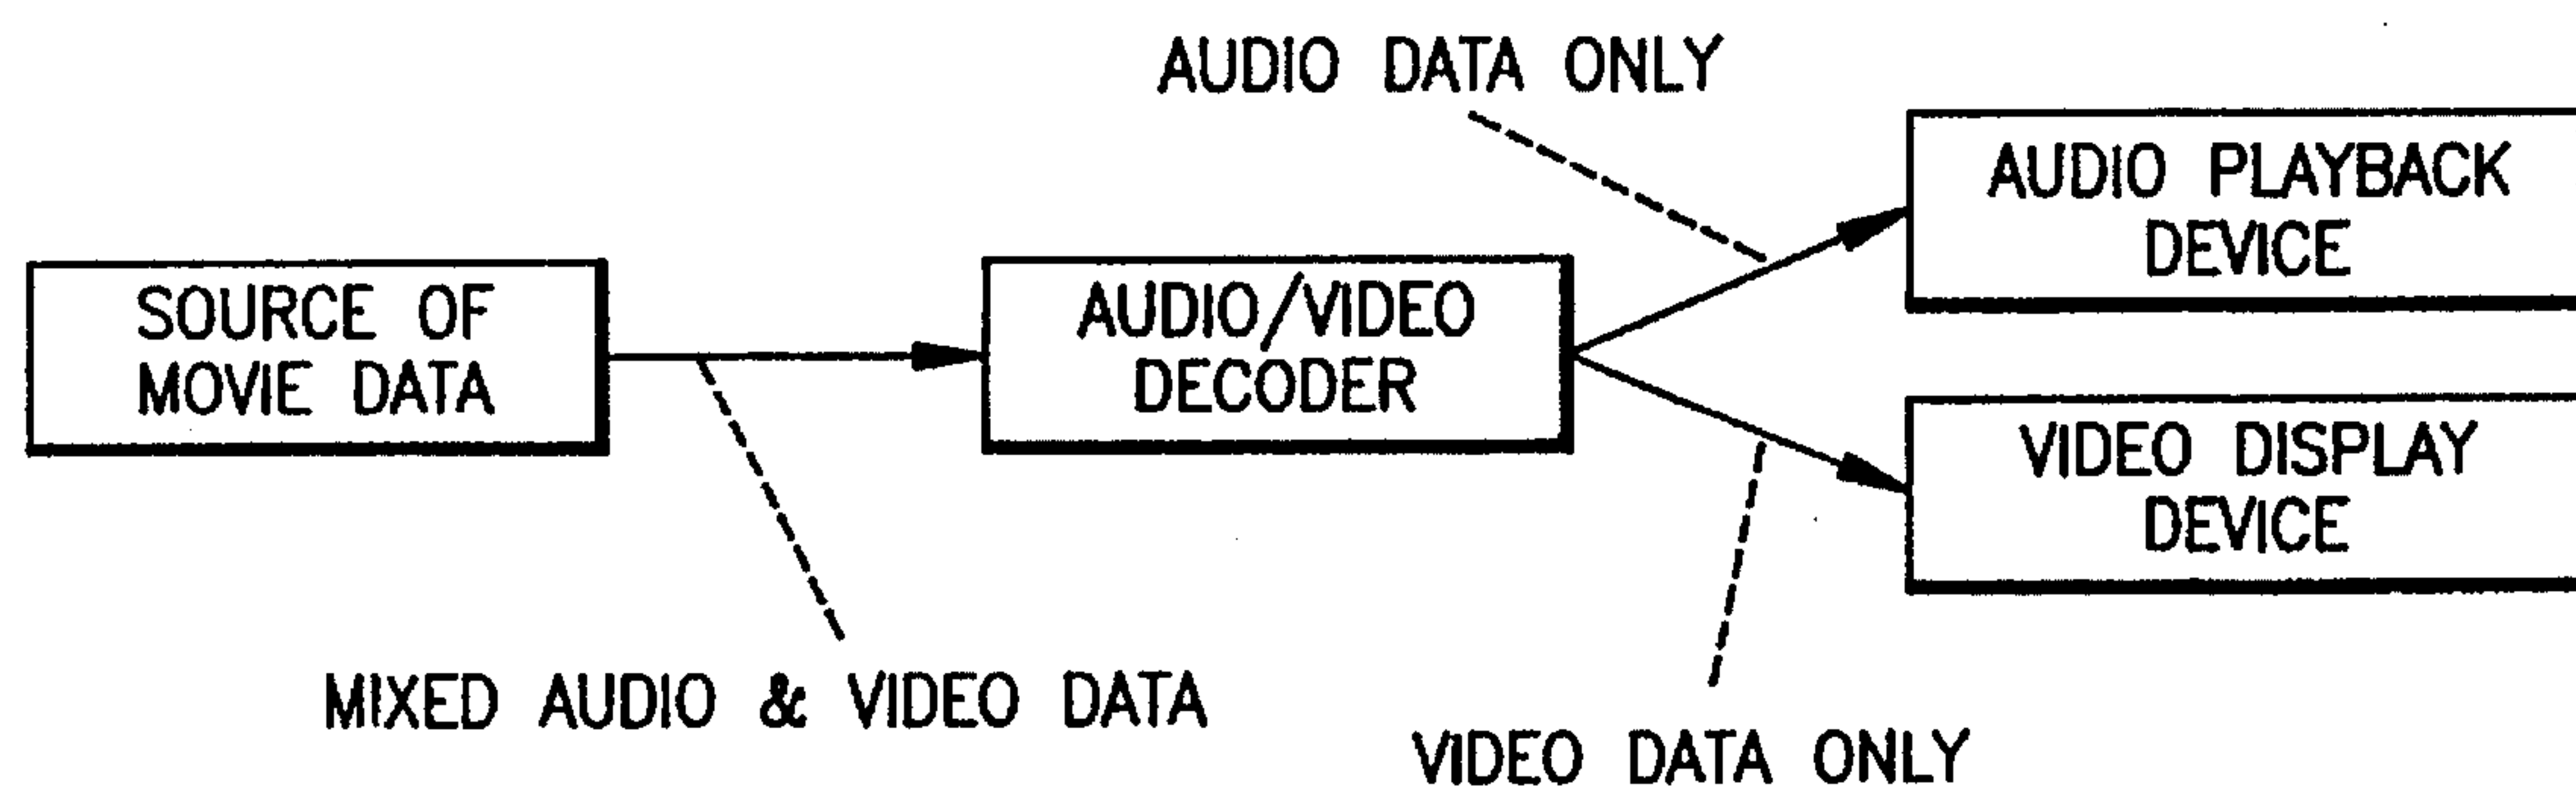 AUDIO DATA ONLY
AUDIO PLAYBACK
DEVICE
SOURCE OF
MOVIE DATA
AUDIO/VIDEO
DECODER
VIDEO DISPLAY
DEVICE
MIXED AUDIO & VIDEO DATA
VIDEO DATA ONLY